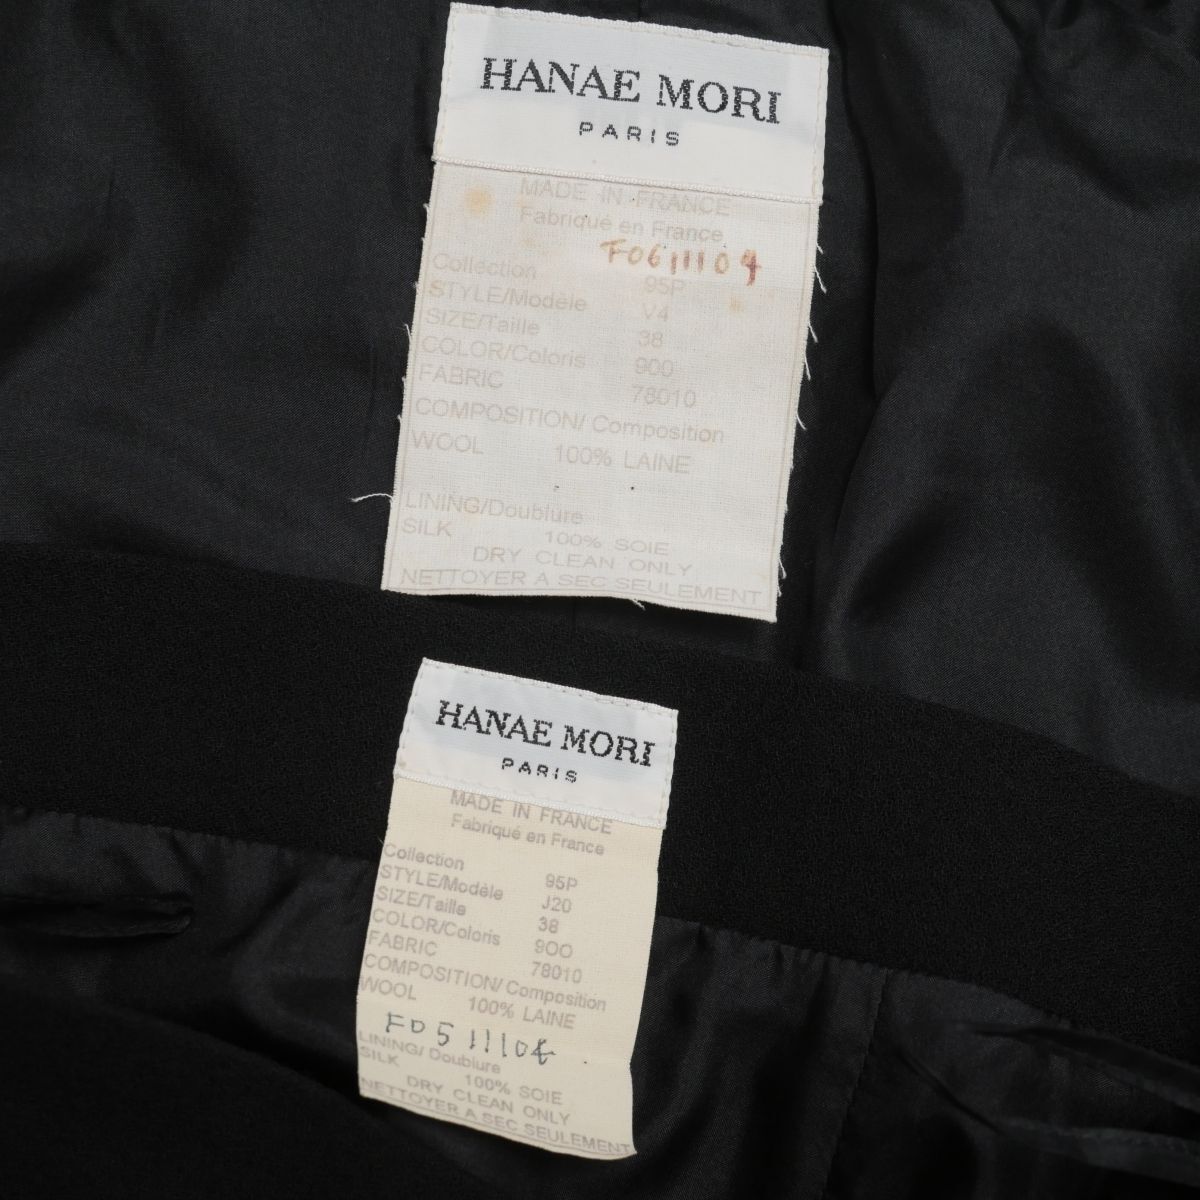 HANAE MORI
PARIS
MADE IN FRANCE
Fabriqué en France
F0611104
Collection 95P
STYLE/Modèle V4
SIZE/Taille 38
COLOR/Coloris 900
FABRIC 78010
COMPOSITION/ Composition
WOOL 100% LAINE
LINING/Doublure
SILK 100% SOIE
DRY CLEAN ONLY
NETTOYER A SEC SEULEMENT
HANAE MORI
PARIS
MADE IN FRANCE
Fabriqué en France
Collection 95P
STYLE/Modèle J20
SIZE/Taille 38
COLOR/Coloris 900
FABRIC 78010
COMPOSITION/ Composition
WOOL 100% LAINE
F0511104
LINING/ Doublure
SILK 100% SOIE
DRY CLEAN ONLY
NETTOYER A SEC SEULEMENT